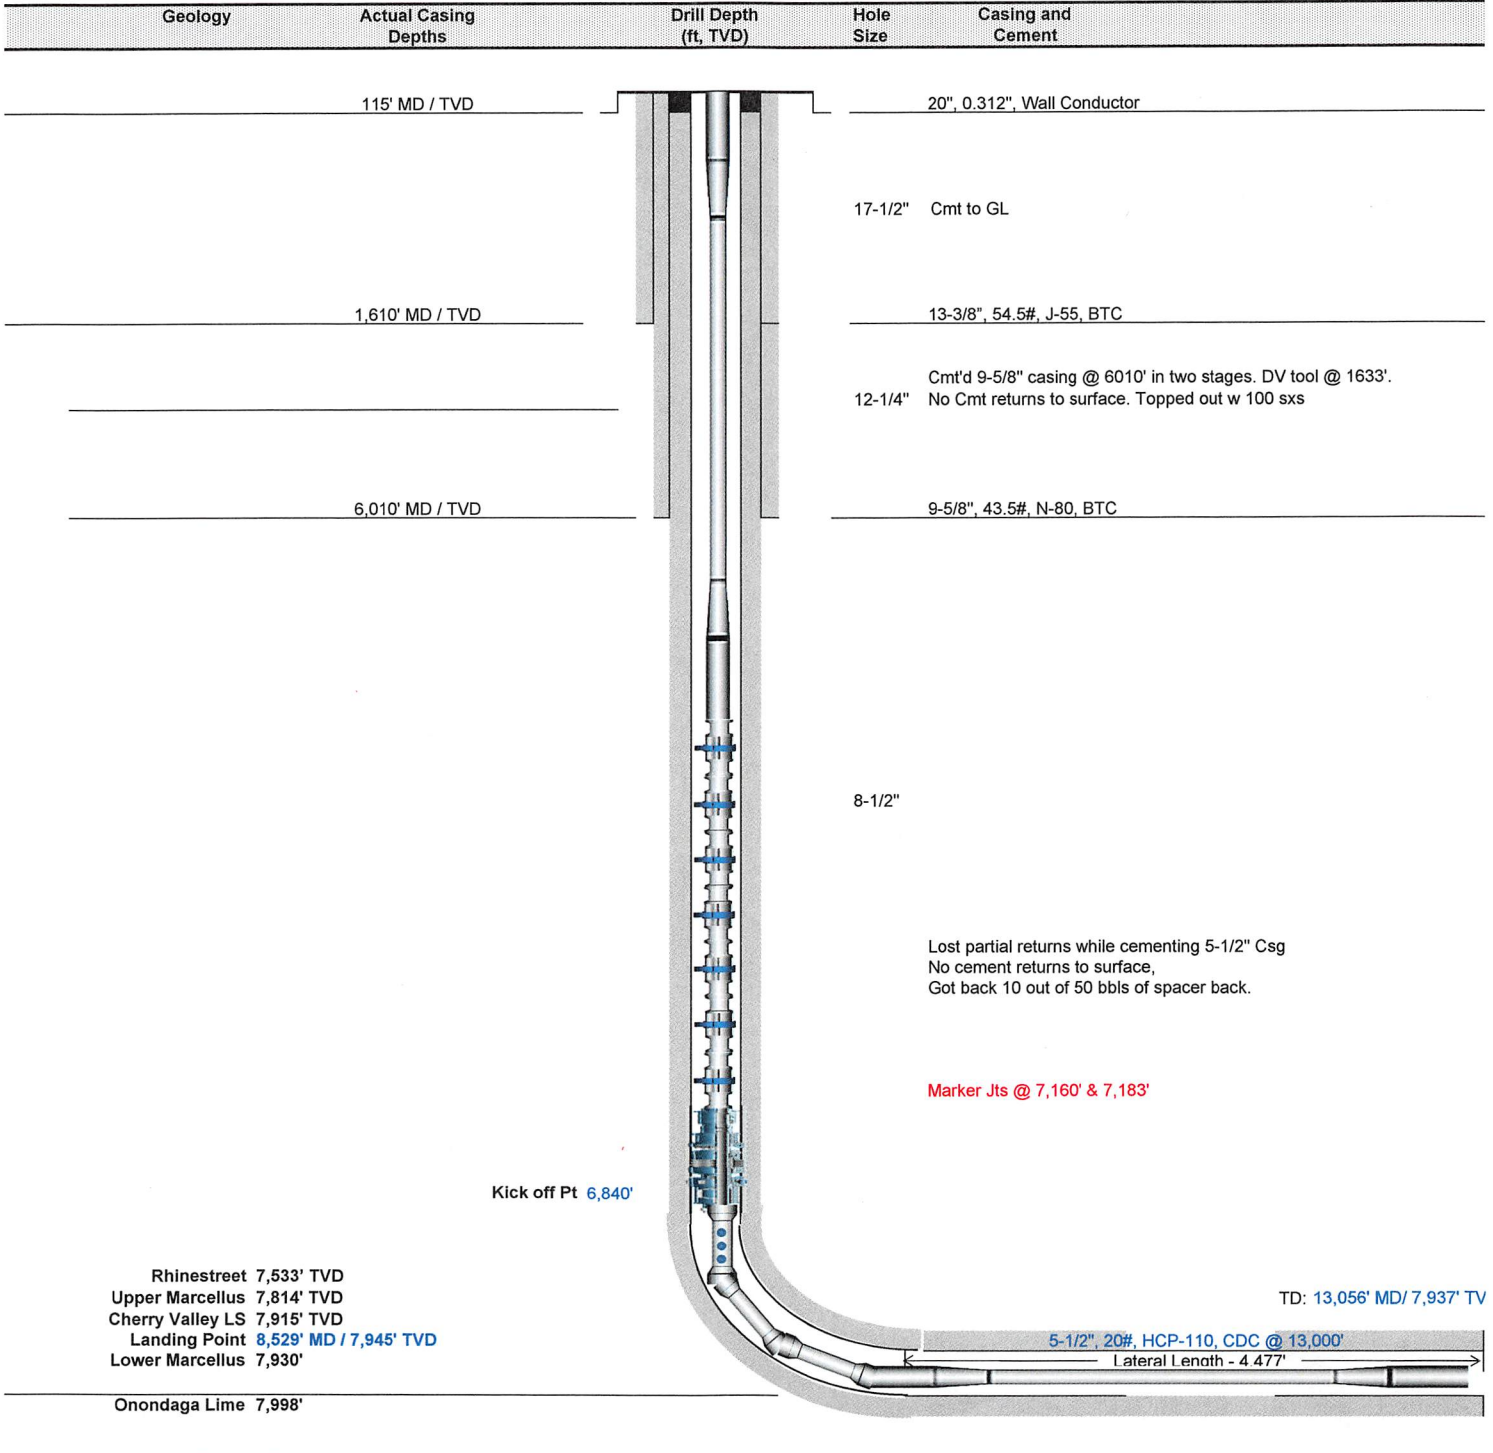 Geology Actual Casing Depths Drill Depth (ft, TVD) Hole Size Casing and Cement
115' MD / TVD 20", 0.312", Wall Conductor
17-1/2" Cmt to GL
1,610' MD / TVD 13-3/8", 54.5#, J-55, BTC
Cmt'd 9-5/8" casing @ 6010' in two stages. DV tool @ 1633'.
12-1/4" No Cmt returns to surface. Topped out w 100 sxs
6,010' MD / TVD 9-5/8", 43.5#, N-80, BTC
8-1/2"
Lost partial returns while cementing 5-1/2" Csg
No cement returns to surface,
Got back 10 out of 50 bbls of spacer back.
Marker Jts @ 7,160' & 7,183'
Kick off Pt 6,840'
Rhinestreet 7,533' TVD
Upper Marcellus 7,814' TVD TD: 13,056' MD/ 7,937' TV
Cherry Valley LS 7,915' TVD
Landing Point 8,529' MD / 7,945' TVD 5-1/2", 20#, HCP-110, CDC @ 13,000'
Lower Marcellus 7,930' Lateral Length - 4.477'
Onondaga Lime 7,998'